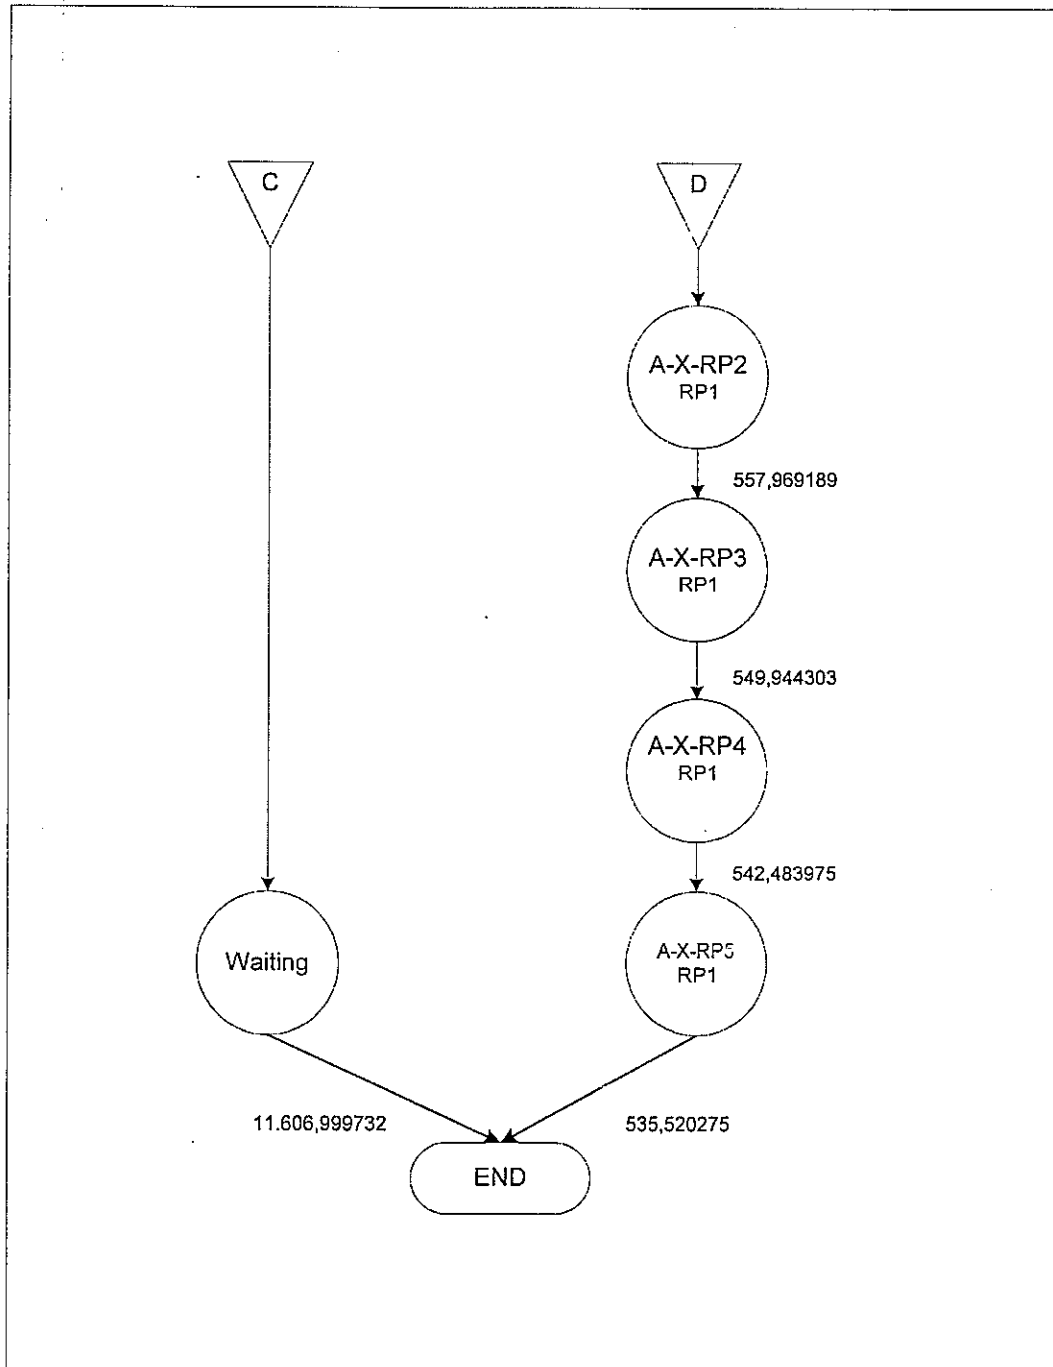 C
D
A-X-RP2
RP1
557,969189
A-X-RP3
RP1
549,944303
A-X-RP4
RP1
542,483975
Waiting
A-X-RP5
RP1
11.606,999732
535,520275
END